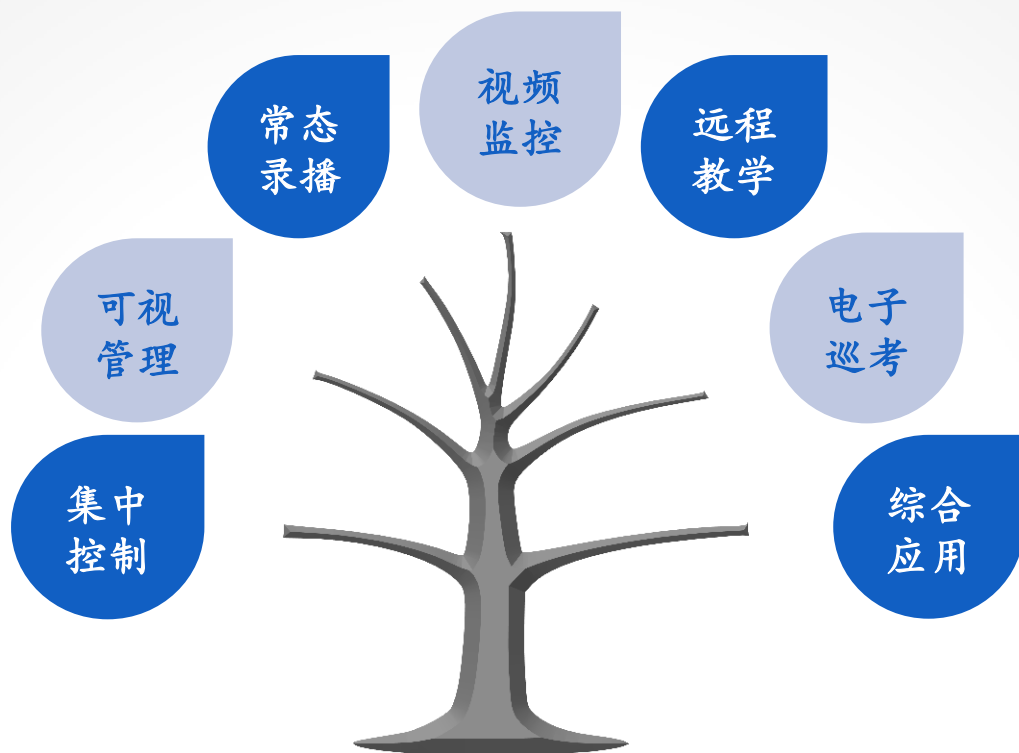 视频
监控
常态
录播
远程
教学
可视
管理
电子
巡考
集中
控制
综合
应用